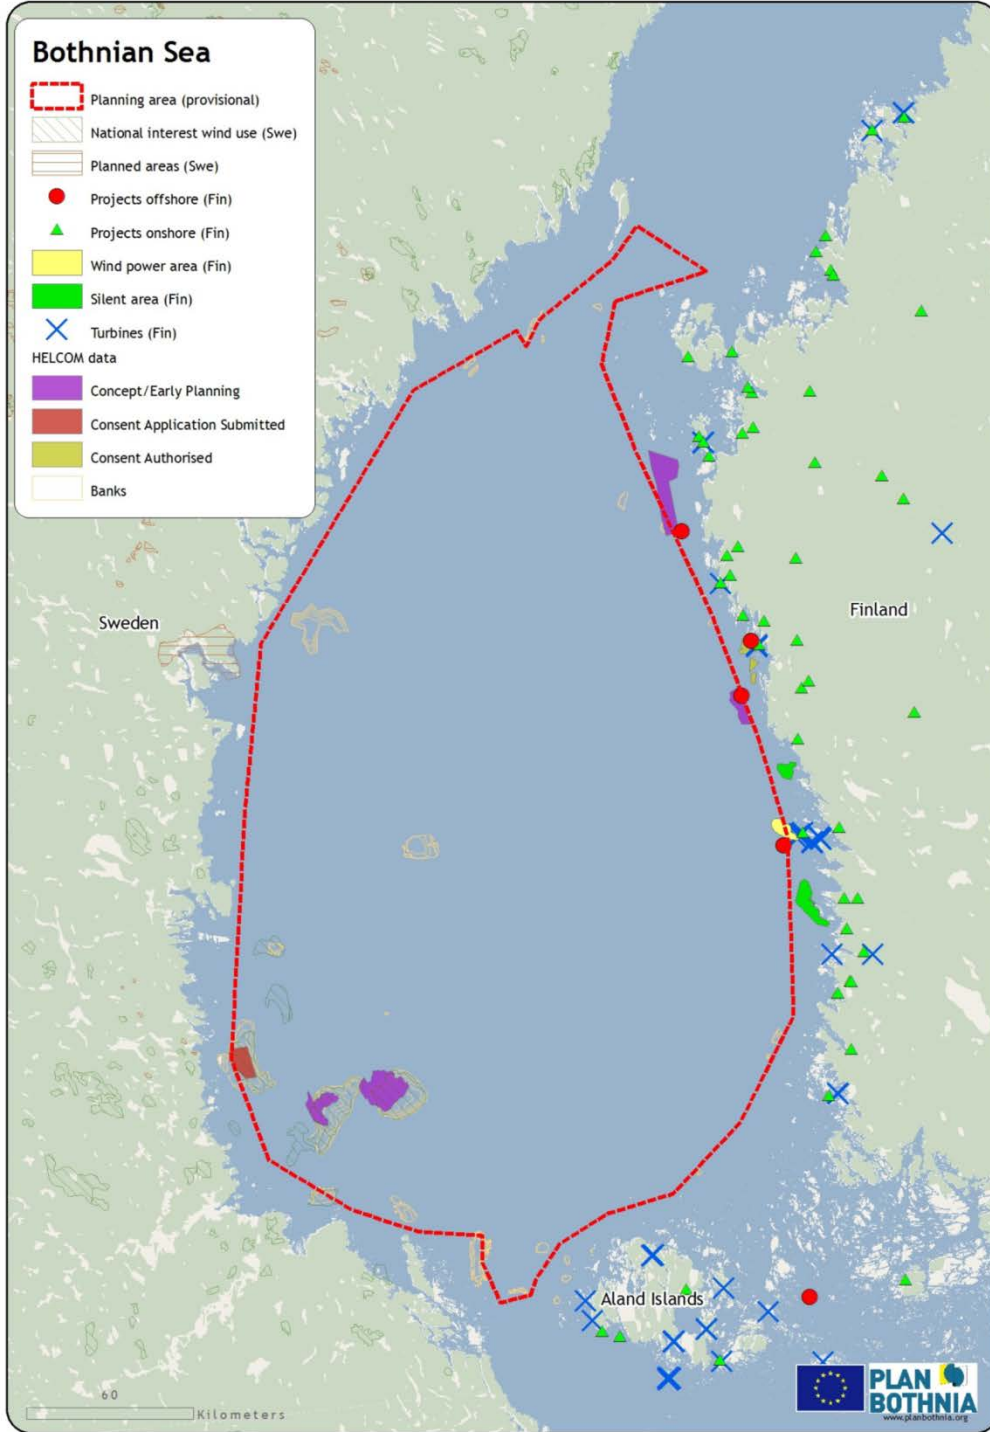 Bothnian Sea
Planning area (provisional)
National interest wind use (Swe)
Planned areas (Swe)
Projects offshore (Fin)
Projects onshore (Fin)
Wind power area (Fin)
Silent area (Fin)
Turbines (Fin)
HELCOM data
Concept/Early Planning
Consent Application Submitted
Consent Authorised
Banks
Sweden
Finland
Aland Islands
60
Kilometers
PLAN
BOTHNIA
www.planbothnia.org